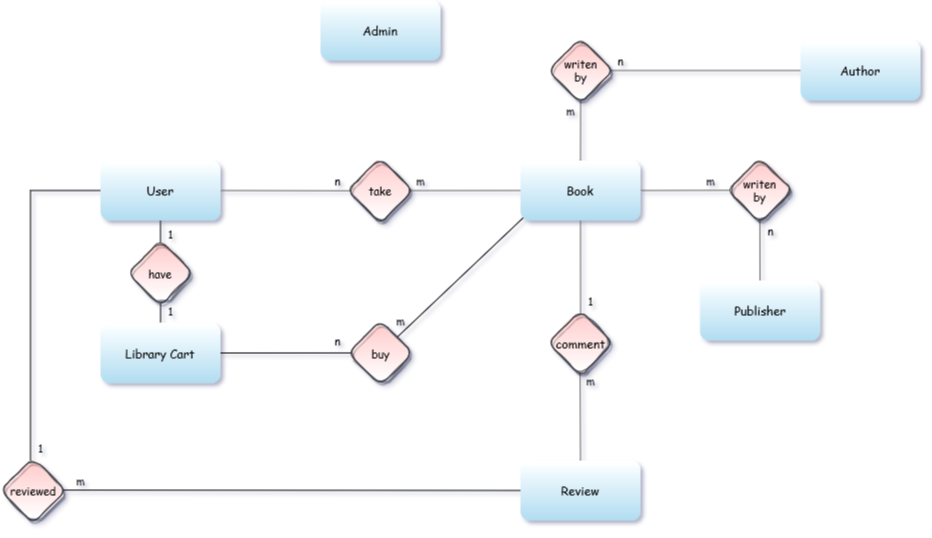 Admin
writen
by
n
Author
m
User
n
take
m
Book
m
writen
by
1
n
have
1
1
Publisher
m
Library Cart
n
buy
comment
m
1
reviewed
m
Review